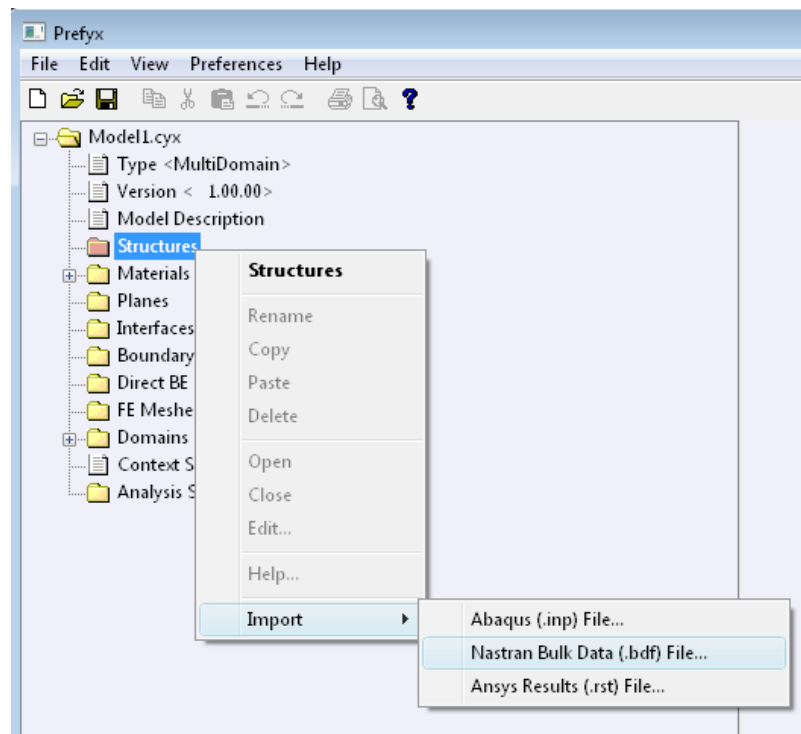 Prefyx
File Edit View Preferences Help
Model1.cyx
Type <MultiDomain>
Version < 1.00.00>
Model Description
Structures
Materials
Planes
Interfaces
Boundary
Direct BE
FE Meshe
Domains
Context S
Analysis S
Structures
Rename
Copy
Paste
Delete
Open
Close
Edit...
Help...
Import
Abaqus (.inp) File...
Nastran Bulk Data (.bdf) File...
Ansys Results (.rst) File...